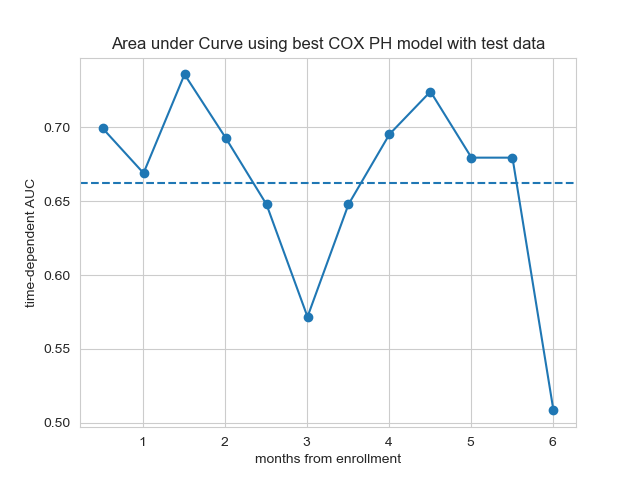 Area under Curve using best COX PH model with test data
time-dependent AUC
0.70
0.65
0.60
0.55
0.50
1 2 3 4 5 6
months from enrollment